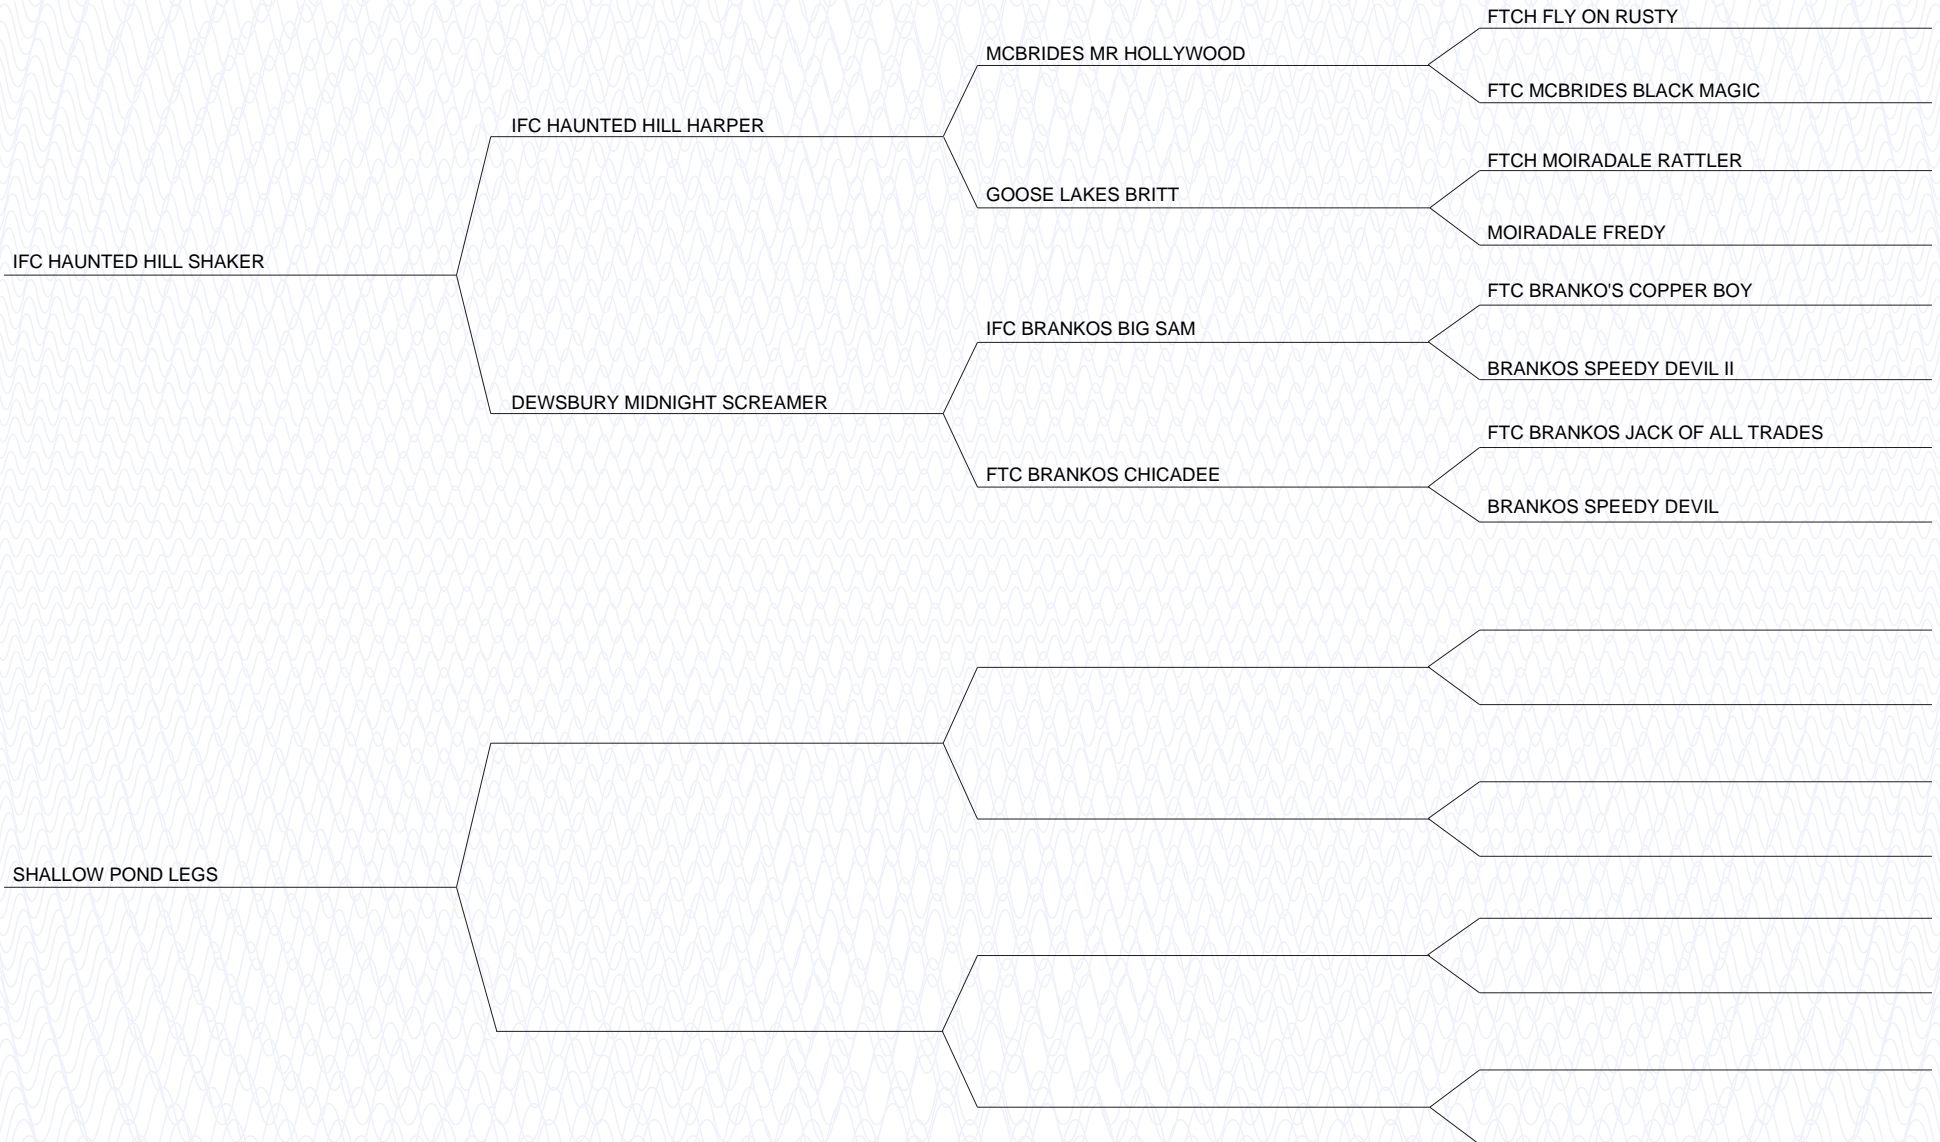 FTCH FLY ON RUSTY
MCBRIDES MR HOLLYWOOD
FTC MCBRIDES BLACK MAGIC
IFC HAUNTED HILL HARPER
FTCH MOIRADALE RATTLER
GOOSE LAKES BRITT
MOIRADALE FREDY
IFC HAUNTED HILL SHAKER
FTC BRANKO'S COPPER BOY
IFC BRANKOS BIG SAM
BRANKOS SPEEDY DEVIL II
DEWSBURY MIDNIGHT SCREAMER
FTC BRANKOS JACK OF ALL TRADES
FTC BRANKOS CHICADEE
BRANKOS SPEEDY DEVIL
SHALLOW POND LEGS